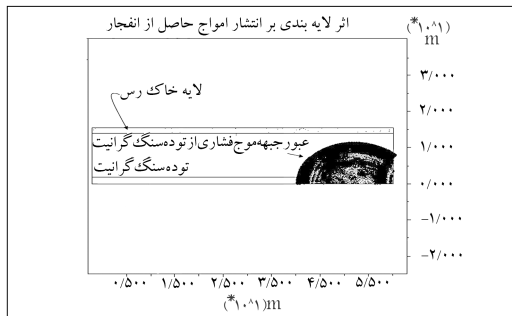 اثر لایه بندی بر انتشار امواج حاصل از انفجار
(*۱۰^۱)
m
لایه خاک رس
عبور جبهه موج فشاری از توده سنگ گرانیت
توده سنگ گرانیت
۳/۰۰۰
۲/۰۰۰
۱/۰۰۰
۰/۰۰۰
-۱/۰۰۰
-۲/۰۰۰
۰/۵۰۰ ۱/۵۰۰ ۲/۵۰۰ ۳/۵۰۰ ۴/۵۰۰ ۵/۵۰۰
(*۱۰^۱)m